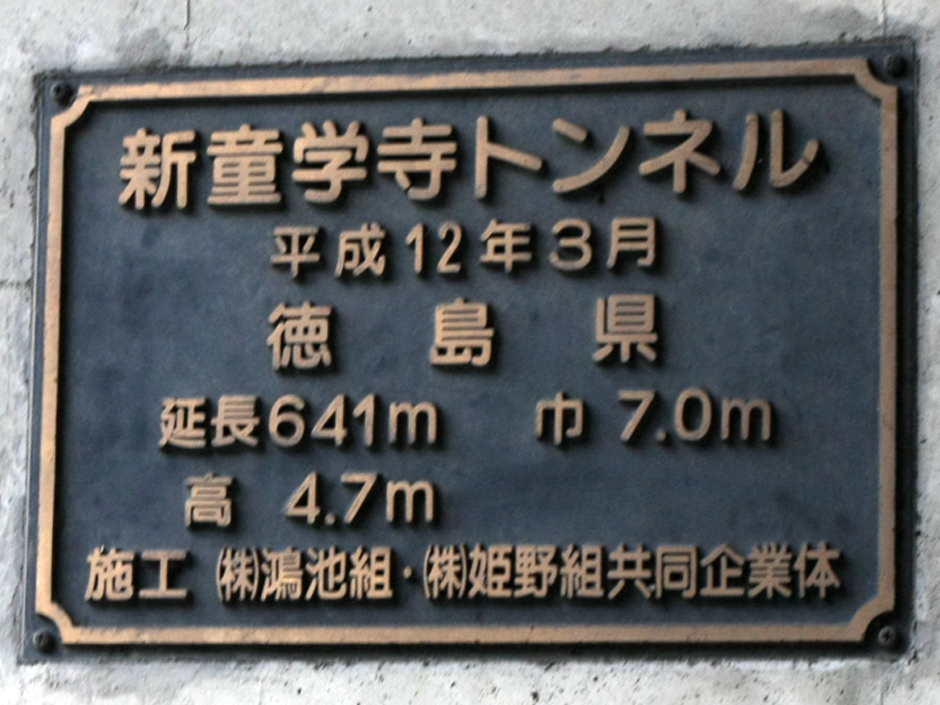 新童学寺トンネル
平成12年3月
徳島県
延長641m 巾 7.0m
高 4.7m
施工 ㈱鴻池組・㈱姫野組共同企業体